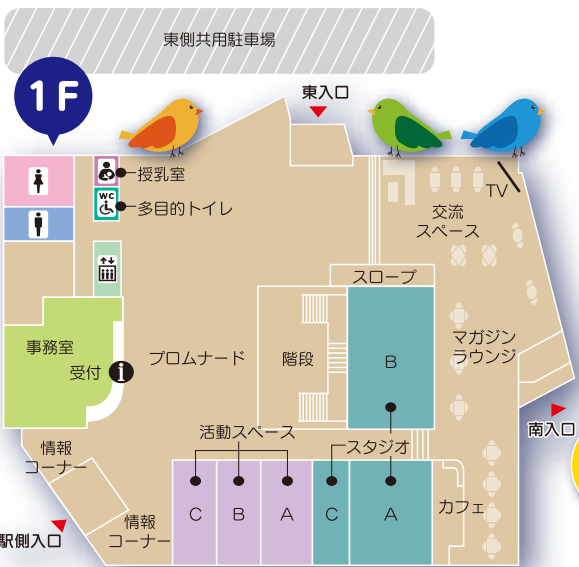 東側共用駐車場
1F
東入口
授乳室
WC
多目的トイレ
TV
交流
スペース
スロープ
事務室
受付
i
プロムナード
階段
B
マガジン
ラウンジ
南入口
活動スペース
スタジオ
情報
コーナー
C
B
A
C
A
カフェ
情報
コーナー
駅側入口